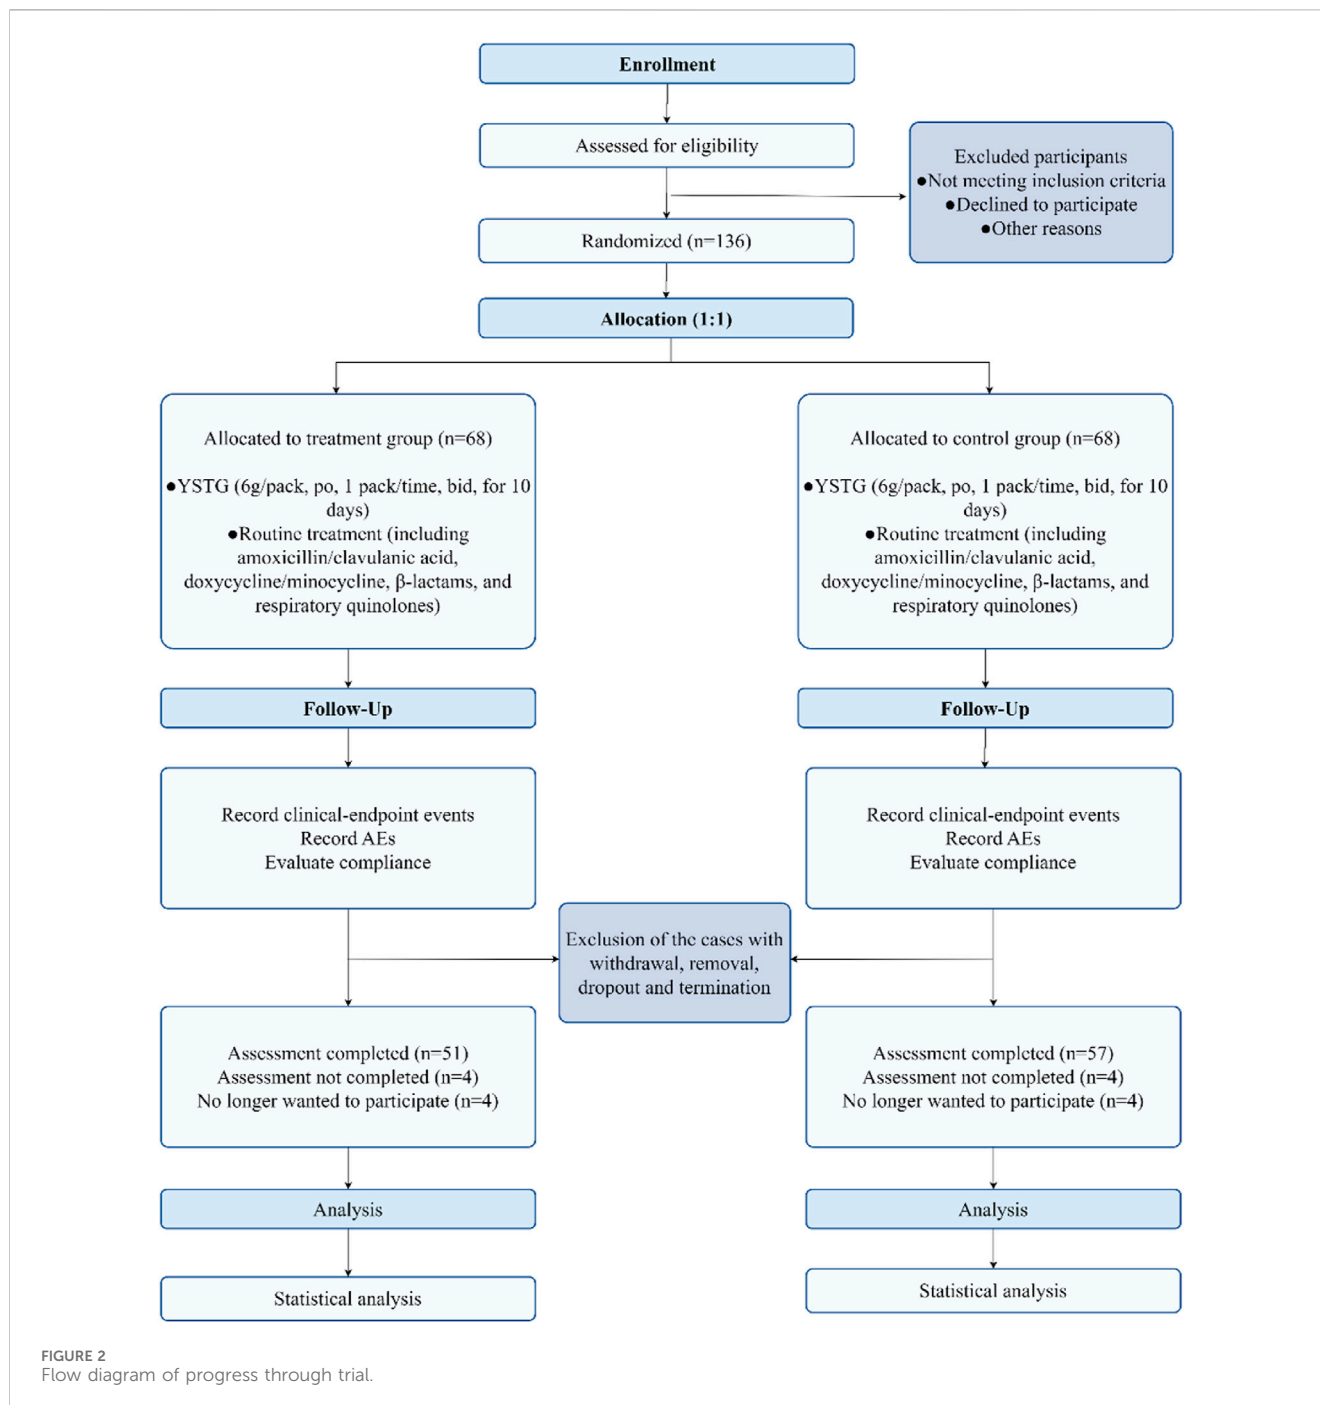 Enrollment
Assessed for eligibility
Excluded participants
●Not meeting inclusion criteria
●Declined to participate
●Other reasons
Randomized (n=136)
Allocation (1:1)
Allocated to treatment group (n=68)
●YSTG (6g/pack, po, 1 pack/time, bid, for 10
days)
●Routine treatment (including
amoxicillin/clavulanic acid,
doxycycline/minocycline, β-lactams, and
respiratory quinolones)
Allocated to control group (n=68)
●YSTG (6g/pack, po, 1 pack/time, bid, for 10
days)
●Routine treatment (including
amoxicillin/clavulanic acid,
doxycycline/minocycline, β-lactams, and
respiratory quinolones)
Follow-Up
Follow-Up
Record clinical-endpoint events
Record AEs
Evaluate compliance
Record clinical-endpoint events
Record AEs
Evaluate compliance
Exclusion of the cases with
withdrawal, removal,
dropout and termination
Assessment completed (n=51)
Assessment not completed (n=4)
No longer wanted to participate (n=4)
Assessment completed (n=57)
Assessment not completed (n=4)
No longer wanted to participate (n=4)
Analysis
Analysis
Statistical analysis
Statistical analysis
FIGURE 2
Flow diagram of progress through trial.